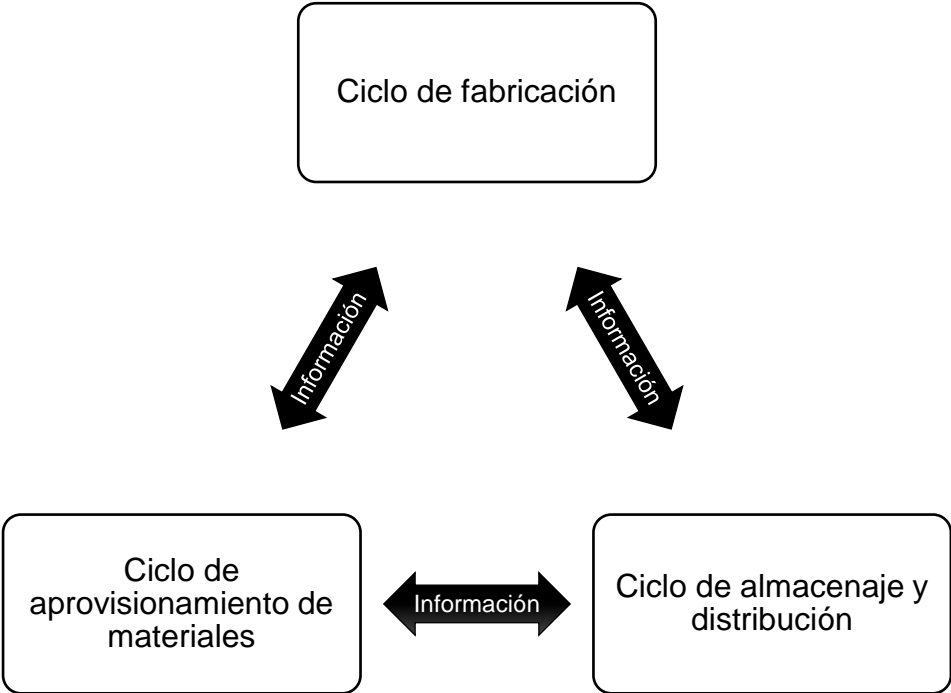 Ciclo de fabricación
Información
Información
Ciclo de
aprovisionamiento de
materiales
Información
Ciclo de almacenaje y
distribución